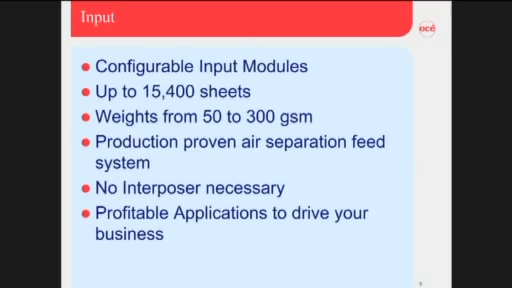 Input
océ
Configurable Input Modules
Up to 15,400 sheets
Weights from 50 to 300 gsm
Production proven air separation feed
system
No Interposer necessary
Profitable Applications to drive your
business